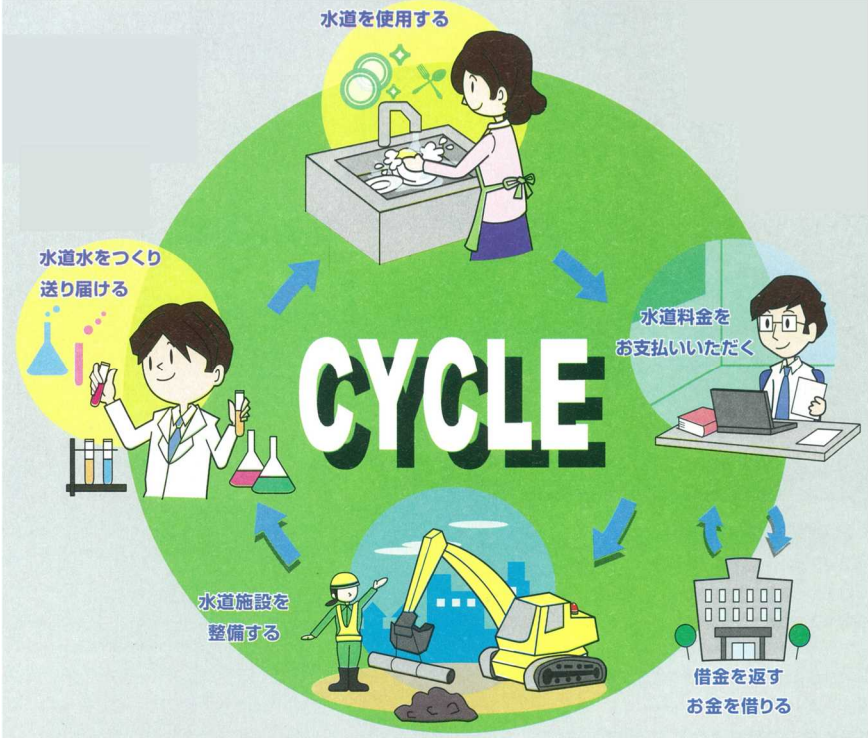 水道を使用する
水道水をつくり
送り届ける
水道料金を
お支払いいただく
CYCLE
水道施設を
整備する
借金を返す
お金を借りる